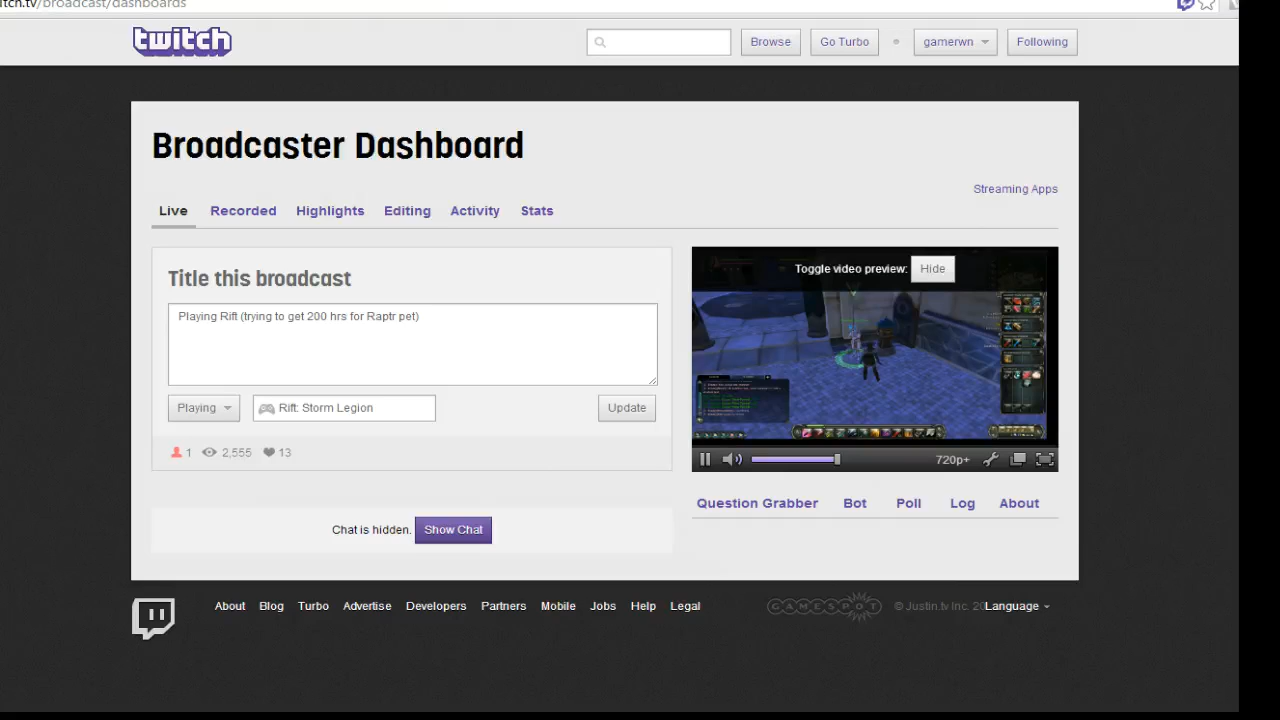 itch.tv/broadcast/dashboards
twitch
Browse
Go Turbo
gamerwn
Following
Broadcaster Dashboard
Streaming Apps
Live Recorded Highlights Editing Activity Stats
Title this broadcast
Playing Rift (trying to get 200 hrs for Raptr pet)
Playing
Rift: Storm Legion
Update
1 2,555 13
Toggle video preview: Hide
720p+
Question Grabber Bot Poll Log About
Chat is hidden. Show Chat
About Blog Turbo Advertise Developers Partners Mobile Jobs Help Legal
GAMESPOT
© Justin.tv Inc. 20
Language